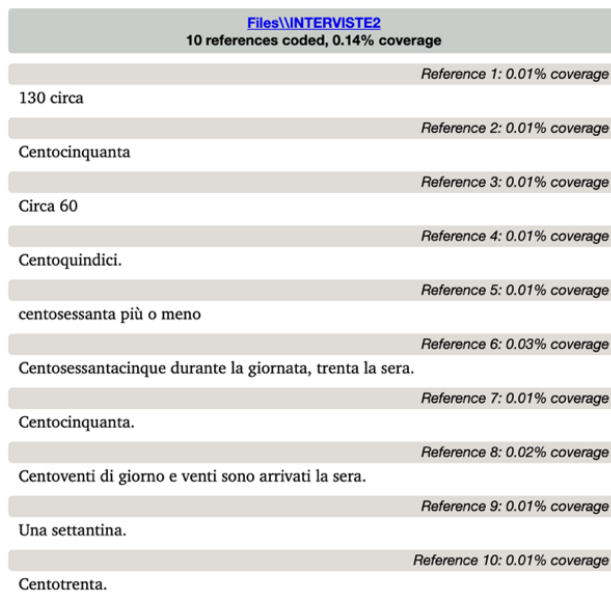 Files\\INTERVISTE2
10 references coded, 0.14% coverage
Reference 1: 0.01% coverage
130 circa
Reference 2: 0.01% coverage
Centocinquanta
Reference 3: 0.01% coverage
Circa 60
Reference 4: 0.01% coverage
Centoquindici.
Reference 5: 0.01% coverage
centosessanta più o meno
Reference 6: 0.03% coverage
Centosessantacinque durante la giornata, trenta la sera.
Reference 7: 0.01% coverage
Centocinquanta.
Reference 8: 0.02% coverage
Centoventi di giorno e venti sono arrivati la sera.
Reference 9: 0.01% coverage
Una settantina.
Reference 10: 0.01% coverage
Centotrenta.